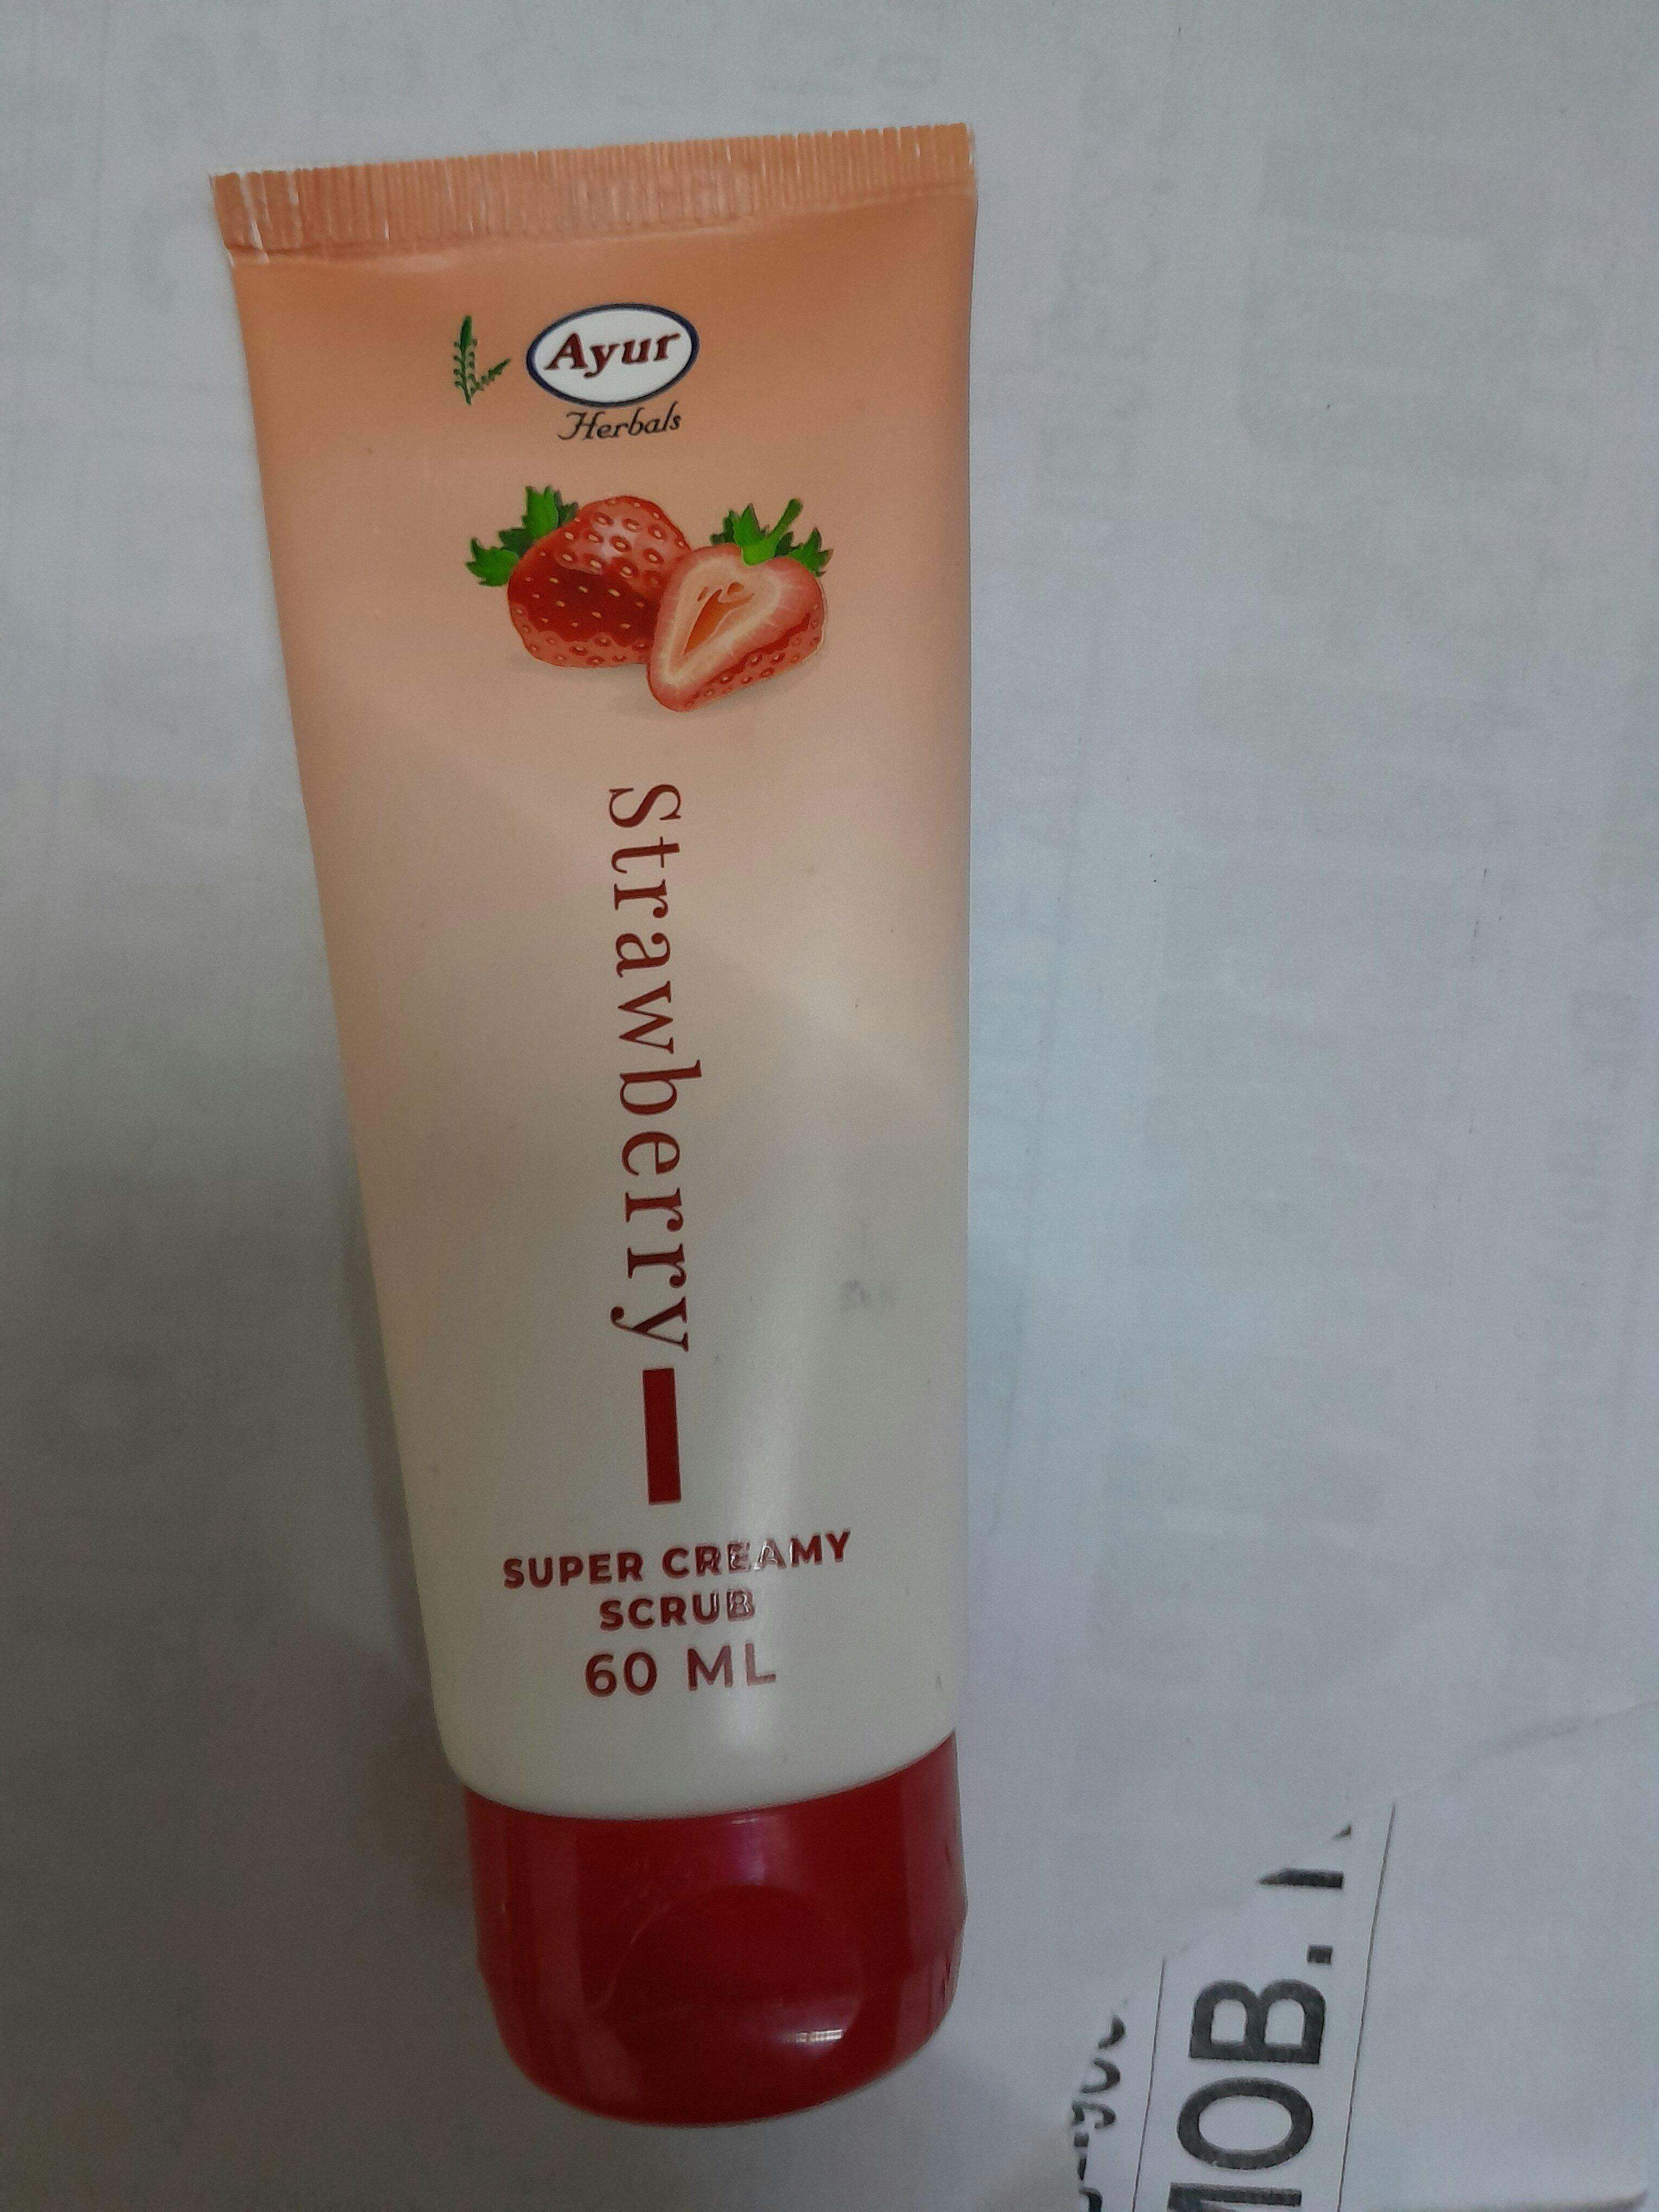 Ayur
Herbals
Strawberry
SUPER CREAMY
SCRUB
60 ML
MOB.